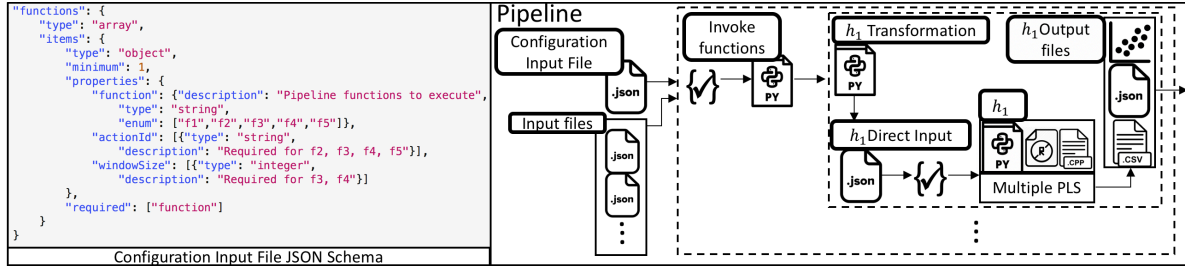 "functions": {
"type": "array",
"items": {
"type": "object",
"minimum": 1,
"properties": {
"function": {"description": "Pipeline functions to execute",
"type": "string",
"enum": ["f1","f2","f3","f4","f5"]},
"actionId": [{"type": "string",
"description": "Required for f2, f3, f4, f5"}],
"windowSize": [{"type": "integer",
"description": "Required for f3, f4"}]
},
"required": ["function"]
}
}
Configuration Input File JSON Schema
Pipeline
Configuration
Input File
.json
Input files
.json
.json
Invoke
functions
{✓}
PY
h₁ Transformation
PY
h₁ Direct Input
.json
{✓}
h₁
PY
R
.CPP
Multiple PLS
h₁ Output
files
.json
.CSV